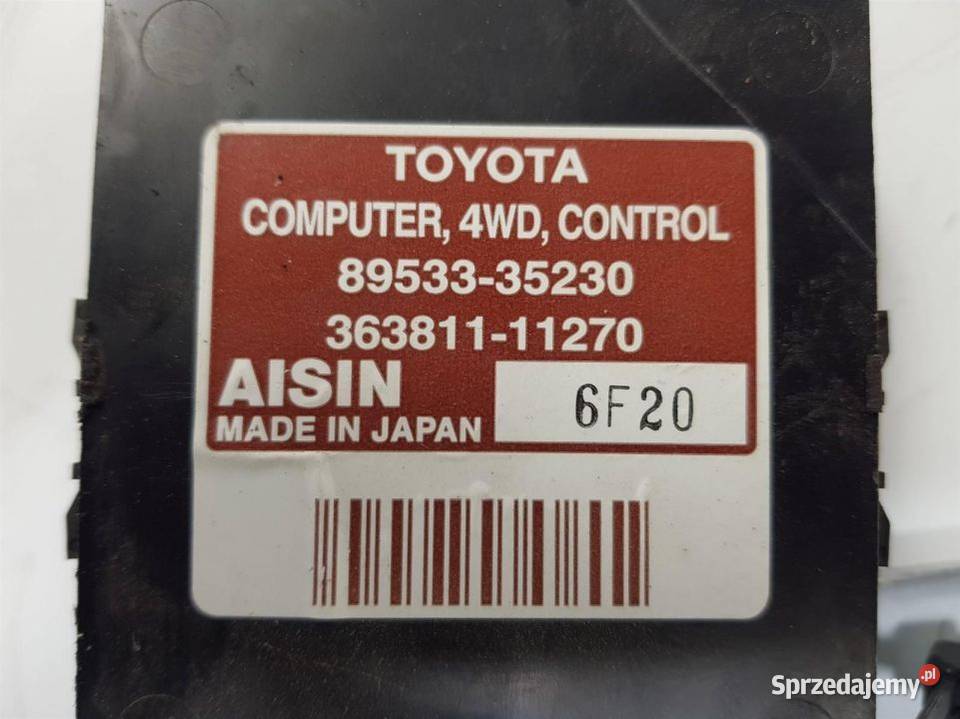 TOYOTA
COMPUTER, 4WD, CONTROL
89533-35230
363811-11270
AISIN
MADE IN JAPAN
6F20
Sprzedajemy.pl